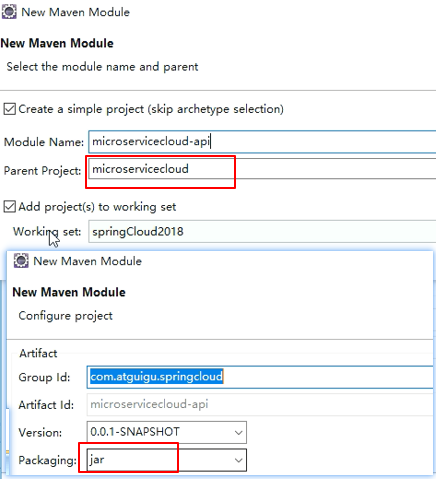 New Maven Module
New Maven Module
Select the module name and parent
Create a simple project (skip archetype selection)
Module Name: microservicecloud-api
Parent Project: microservicecloud
Add project(s) to working set
Working set: springCloud2018
New Maven Module
New Maven Module
Configure project
Artifact
Group Id: com.atguigu.springcloud
Artifact Id: microservicecloud-api
Version: 0.0.1-SNAPSHOT
Packaging: jar